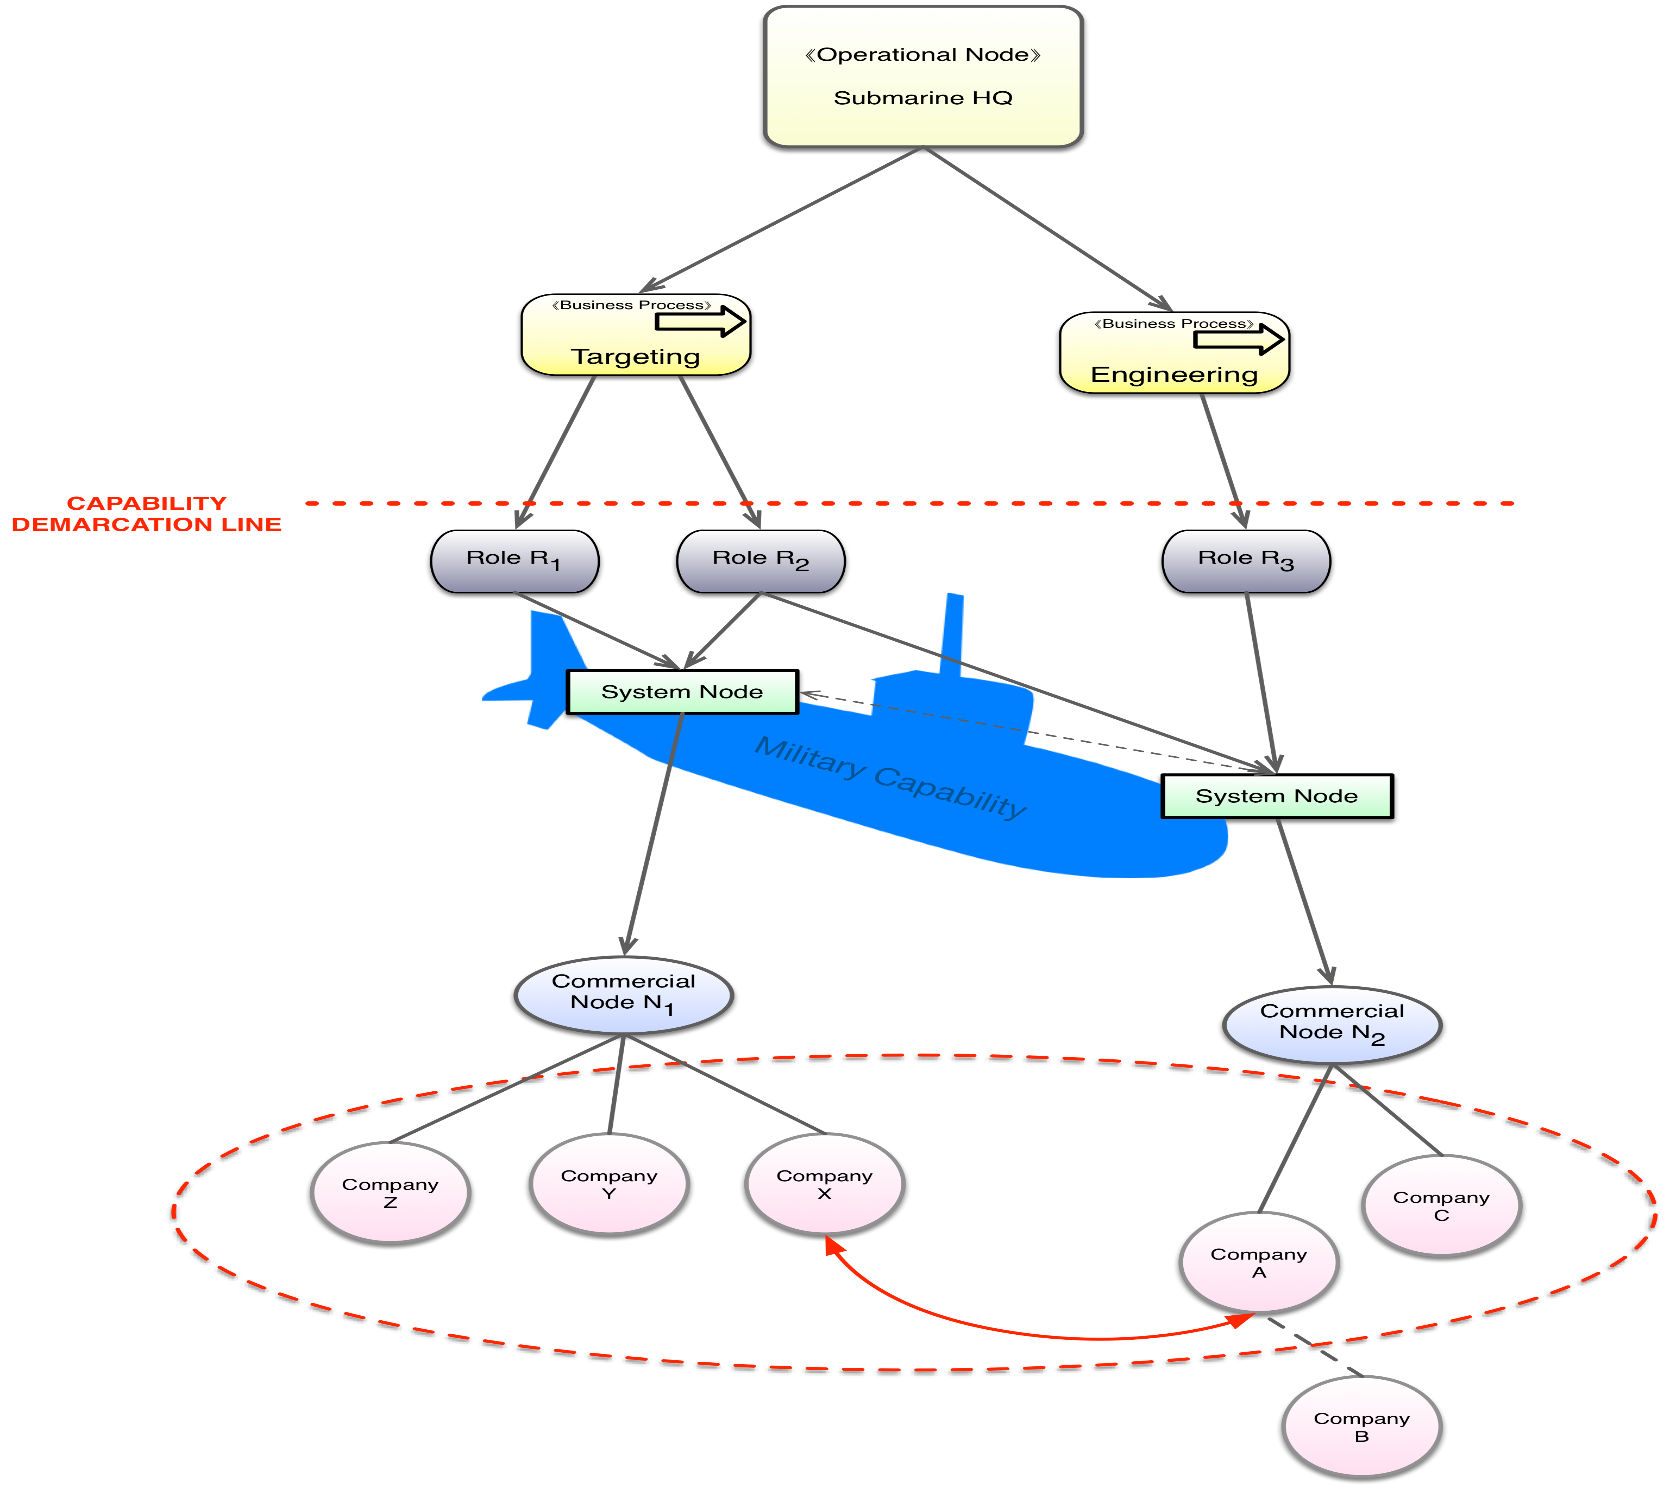 《Operational Node》
Submarine HQ
《Business Process》
Targeting
《Business Process》
Engineering
CAPABILITY
DEMARCATION LINE
Role R1
Role R2
Role R3
System Node
Military Capability
System Node
Commercial
Node N1
Commercial
Node N2
Company
Z
Company
Y
Company
X
Company
C
Company
A
Company
B